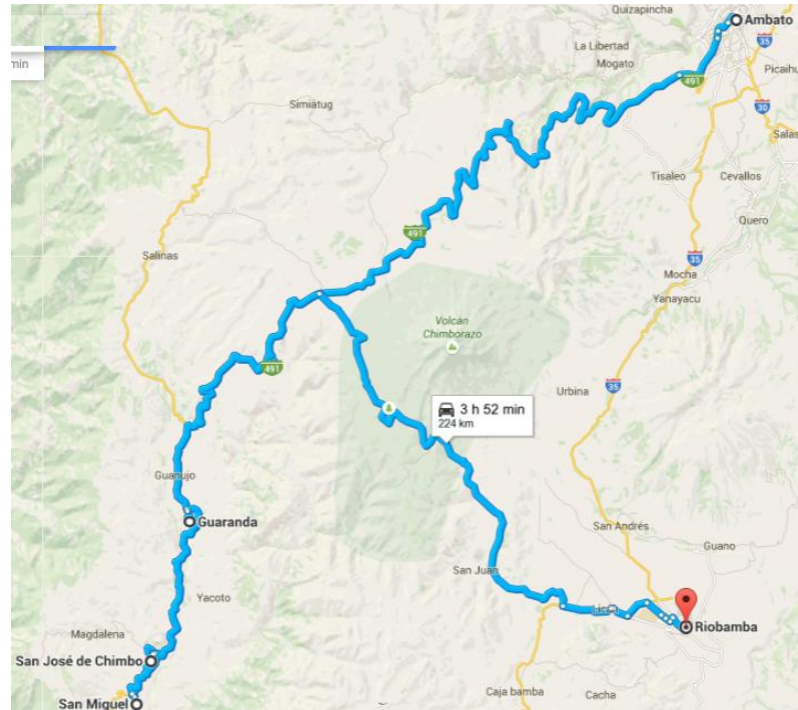 Quizapincha
Ambato
La Libertad
35
min
Mogato
Picaihu
491
30
Simiatug
Salas
Tisaleo
Cevallos
Quero
491
Salinas
35
Mocha
Yanayacu
Volcán
Chimborazo
491
Urbina
35
3 h 52 min
224 km
Guanujo
Guaranda
San Andrés
Guano
San Juan
Yacoto
Riobamba
Magdalena
San José de Chimbo
San Miguel
Caja bamba
Cacha